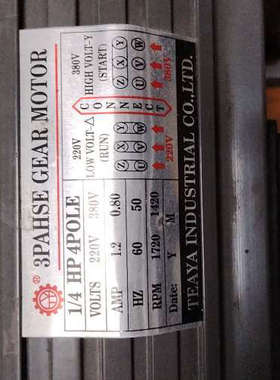 ®
3PAHSE GEAR MOTOR
1/4 HP 4POLE
220V 380V
LOW VOLT-△ HIGH VOLT-Y
(RUN) (START)
CONNECT
Z X Y Z X Y
U V W U V W
220V 380V
VOLTS 220V 380V
AMP 1.2 0.80
HZ 60 50
RPM 1720 1420
Date: Y M
TEAYA INDUSTRIAL CO.,LTD.